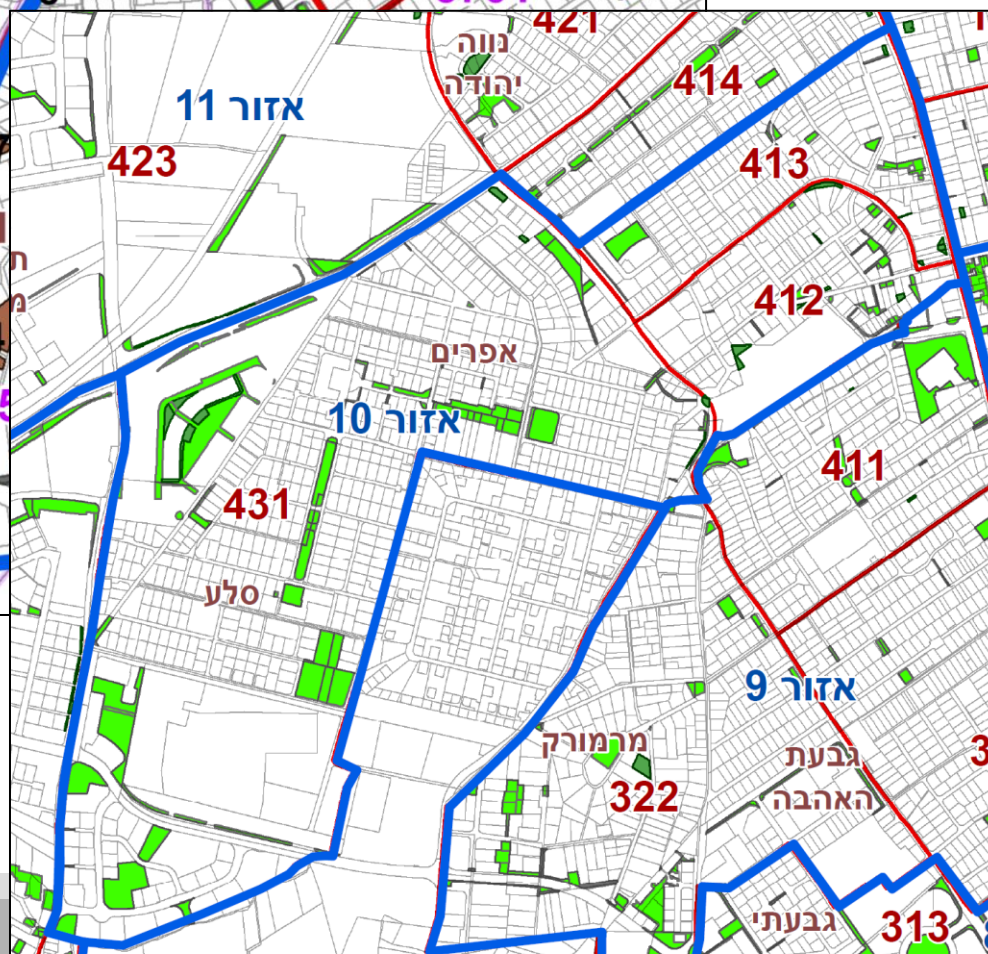 421
נווה
יהודה
414
אזור 11
423
413
412
אפרים
אזור 10
411
431
סלע
אזור 9
מרמורק
322
גבעת
האהבה
גבעתי
313